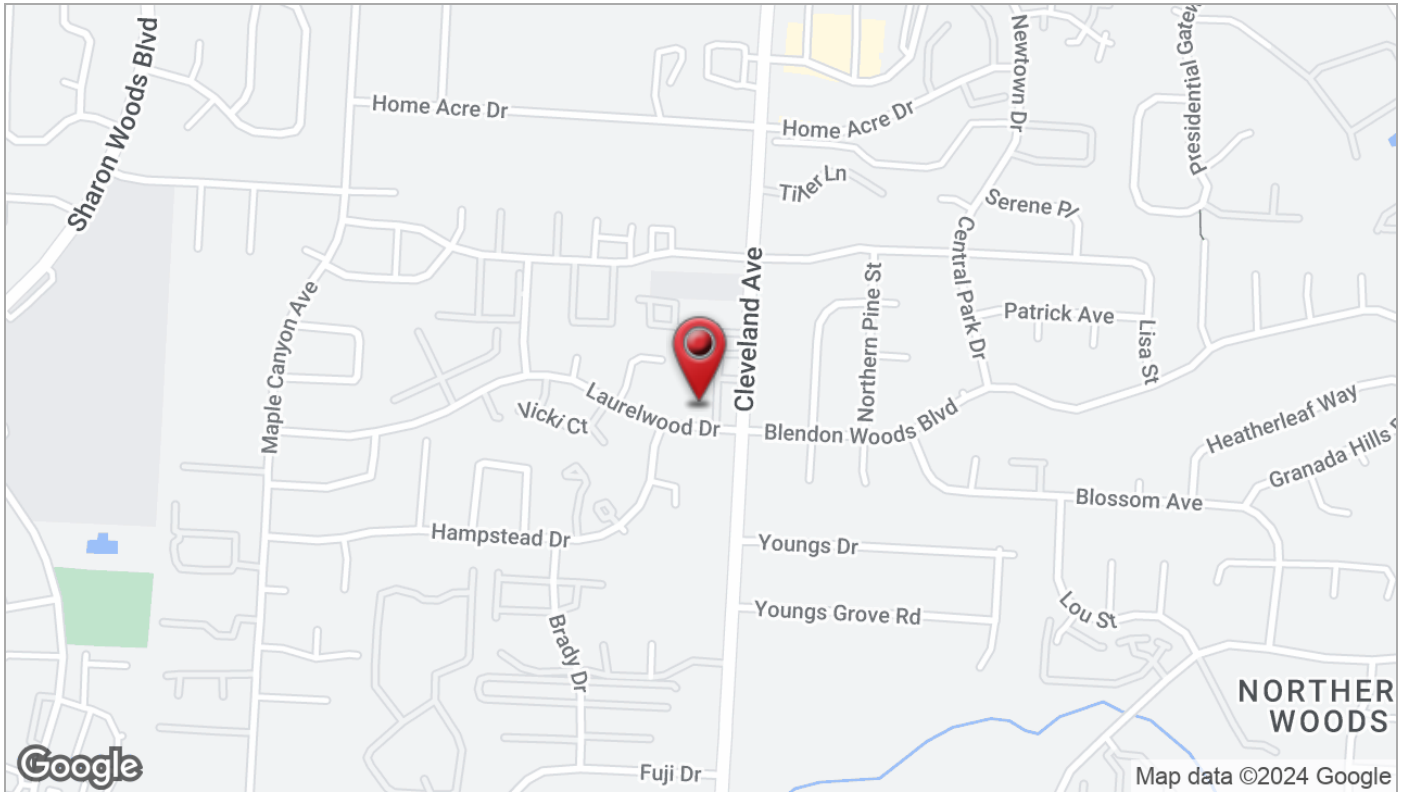 Sharon Woods Blvd
Newtown Dr
Presidential Gatew
Home Acre Dr
Home Acre Dr
Ln
Serene Pl
Maple Canyon Ave
Cleveland Ave
Northern Pine St
Central Park Dr
Patrick Ave
Lisa St
Laurelwood Dr
Vicki Ct
Blendon Woods Blvd
Heatherleaf Way
Granada Hills
Blossom Ave
Hampstead Dr
Youngs Dr
Youngs Grove Rd
Lou St
Brady Dr
NORTHER
WOODS
Fuji Dr
Google
Map data ©2024 Google